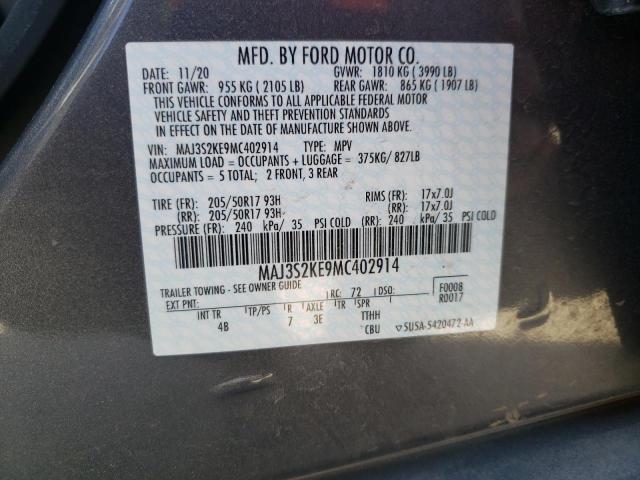 MFD. BY FORD MOTOR CO.
DATE: 11/20 GVWR: 1810 KG ( 3990 LB)
FRONT GAWR: 955 KG ( 2105 LB) REAR GAWR: 865 KG ( 1907 LB)
THIS VEHICLE CONFORMS TO ALL APPLICABLE FEDERAL MOTOR
VEHICLE SAFETY AND THEFT PREVENTION STANDARDS
IN EFFECT ON THE DATE OF MANUFACTURE SHOWN ABOVE.
VIN: MAJ3S2KE9MC402914 TYPE: MPV
MAXIMUM LOAD = OCCUPANTS + LUGGAGE = 375KG/ 827LB
OCCUPANTS = 5 TOTAL; 2 FRONT, 3 REAR
TIRE (FR): 205/50R17 93H RIMS (FR): 17x7.0J
(RR): 205/50R17 93H (RR): 17x7.0J
PRESSURE (FR): 240 kPa/ 35 PSI COLD (RR): 240 kPa/ 35 PSI COLD
MAJ3S2KE9MC402914
TRAILER TOWING - SEE OWNER GUIDE
EXT PNT: RC: 72 DSO: F0008
R0017
INT TR TP/PS R AXLE TR SPR
4B 7 3E TTHH
CBU 5U5A-5420472-AA